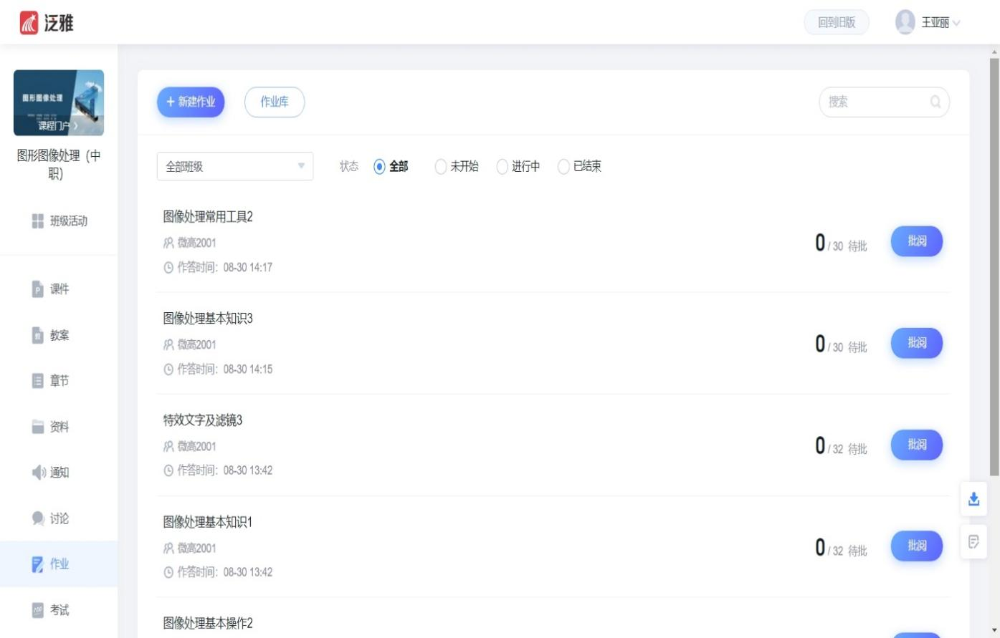 泛雅
回到旧版
王亚丽
图形图像处理
课程门户 》
图形图像处理（中
职）
班级活动
课件
教案
章节
资料
通知
讨论
作业
考试
+ 新建作业
作业库
搜索
全部班级
状态 全部 未开始 进行中 已结束
图像处理常用工具2
微高2001
作答时间：08-30 14:17
0 / 30 待批
批阅
图像处理基本知识3
微高2001
作答时间：08-30 14:15
0 / 30 待批
批阅
特效文字及滤镜3
微高2001
作答时间：08-30 13:42
0 / 32 待批
批阅
图像处理基本知识1
微高2001
作答时间：08-30 13:42
0 / 32 待批
批阅
图像处理基本操作2